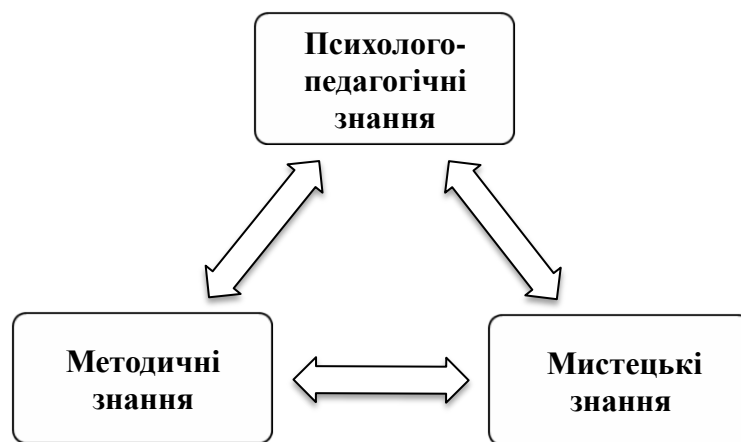 Психолого-
педагогічні
знання
Методичні
знання
Мистецькі
знання